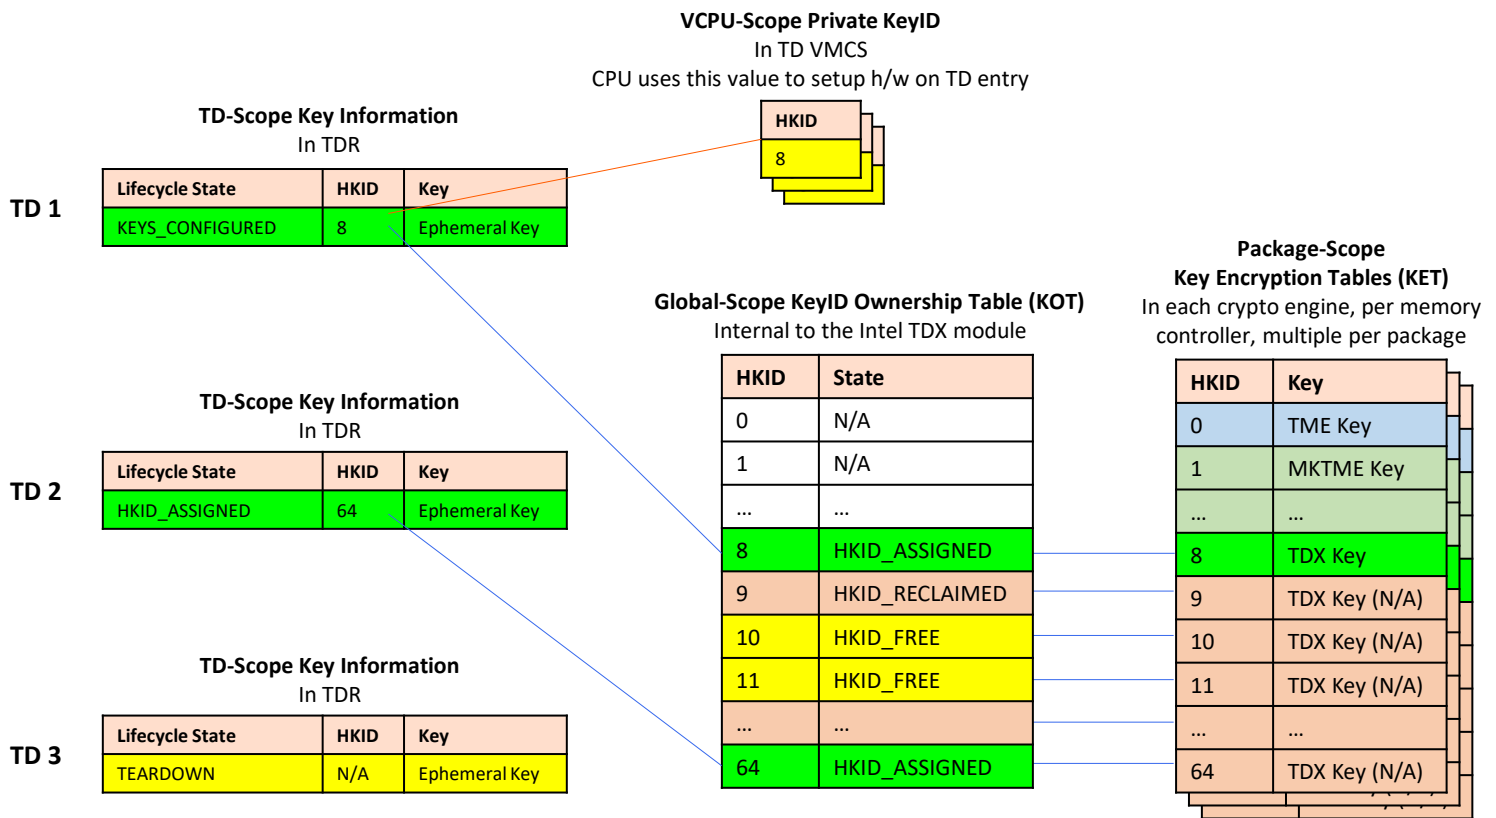 VCPU-Scope Private KeyID
In TD VMCS
CPU uses this value to setup h/w on TD entry
HKID
8
TD 1
TD-Scope Key Information
In TDR
Lifecycle State HKID Key
KEYS_CONFIGURED 8 Ephemeral Key
TD 2
TD-Scope Key Information
In TDR
Lifecycle State HKID Key
HKID_ASSIGNED 64 Ephemeral Key
TD 3
TD-Scope Key Information
In TDR
Lifecycle State HKID Key
TEARDOWN N/A Ephemeral Key
Global-Scope KeyID Ownership Table (KOT)
Internal to the Intel TDX module
HKID State
0 N/A
1 N/A
... ...
8 HKID_ASSIGNED
9 HKID_RECLAIMED
10 HKID_FREE
11 HKID_FREE
... ...
64 HKID_ASSIGNED
Package-Scope
Key Encryption Tables (KET)
In each crypto engine, per memory
controller, multiple per package
HKID Key
0 TME Key
1 MKTME Key
... ...
8 TDX Key
9 TDX Key (N/A)
10 TDX Key (N/A)
11 TDX Key (N/A)
... ...
64 TDX Key (N/A)